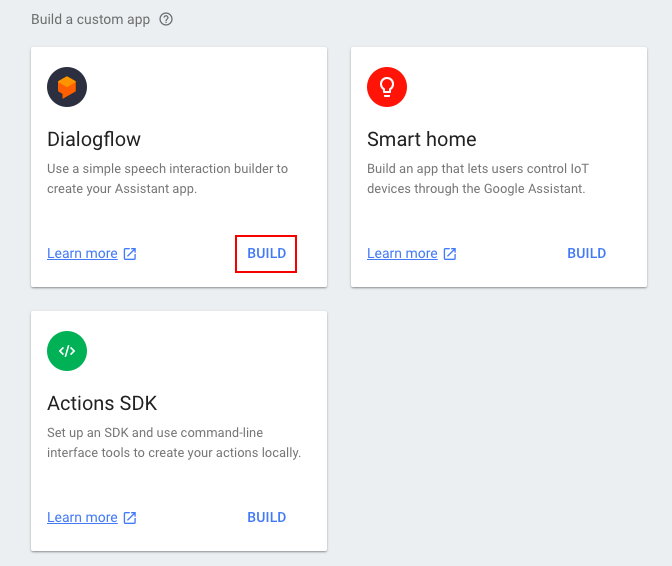 Build a custom app
Dialogflow
Use a simple speech interaction builder to
create your Assistant app.
Learn more
BUILD
Smart home
Build an app that lets users control IoT
devices through the Google Assistant.
Learn more
BUILD
Actions SDK
Set up an SDK and use command-line
interface tools to create your actions locally.
Learn more
BUILD